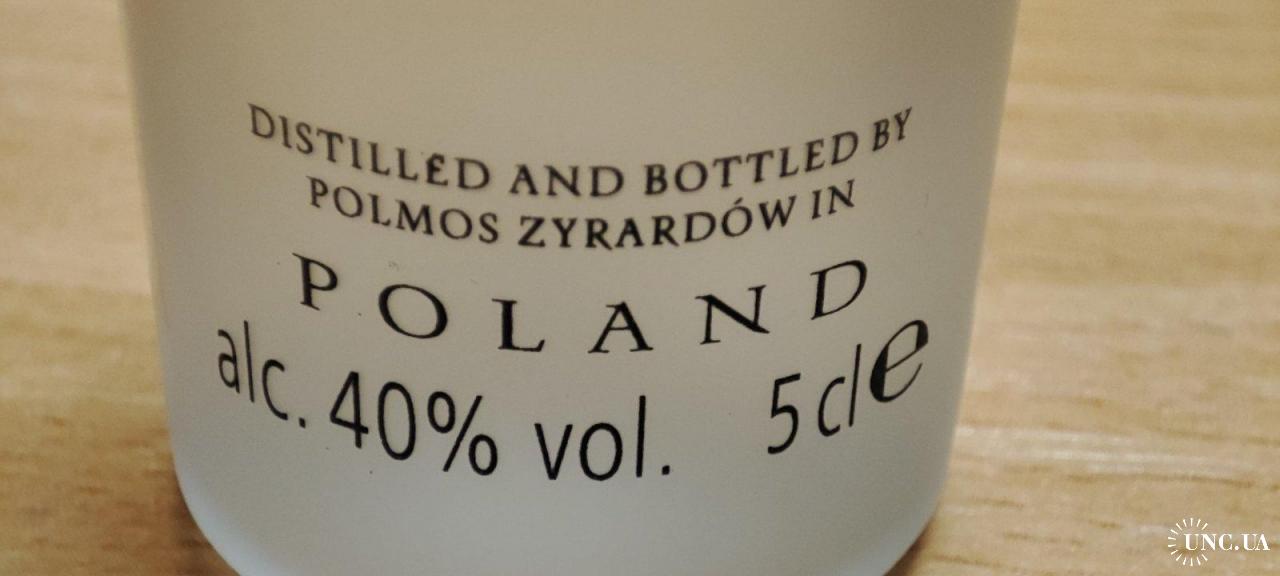 DISTILLED AND BOTTLED BY
POLMOS ZYRARDÓW IN
POLAND
alc. 40% vol. 5 cl e
UNC.UA